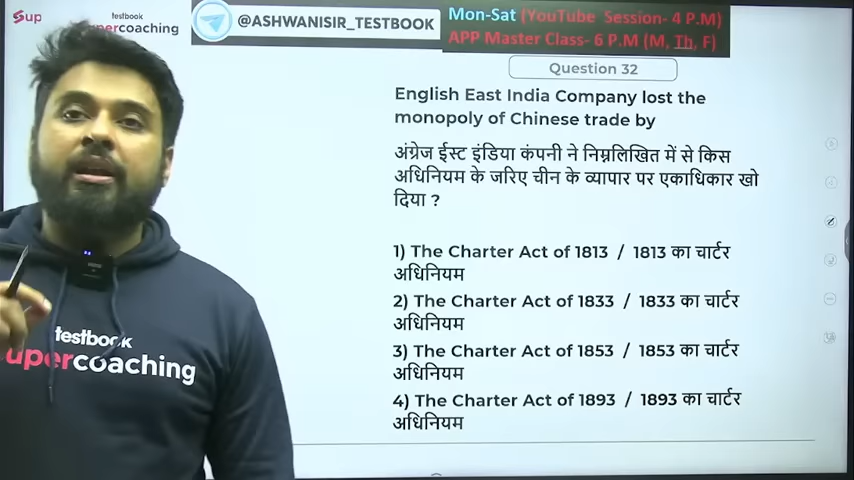 Sup
testbook
percoaching
@ASHWANISIR_TESTBOOK
Mon-Sat (YouTube Session- 4 P.M)
APP Master Class- 6 P.M (M, Th, F)
Question 32
English East India Company lost the
monopoly of Chinese trade by
अंग्रेज ईस्ट इंडिया कंपनी ने निम्नलिखित में से किस
अधिनियम के जरिए चीन के व्यापार पर एकाधिकार खो
दिया ?
1) The Charter Act of 1813 / 1813 का चार्टर
अधिनियम
2) The Charter Act of 1833 / 1833 का चार्टर
अधिनियम
3) The Charter Act of 1853 / 1853 का चार्टर
अधिनियम
4) The Charter Act of 1893 / 1893 का चार्टर
अधिनियम
testbook
upercoaching